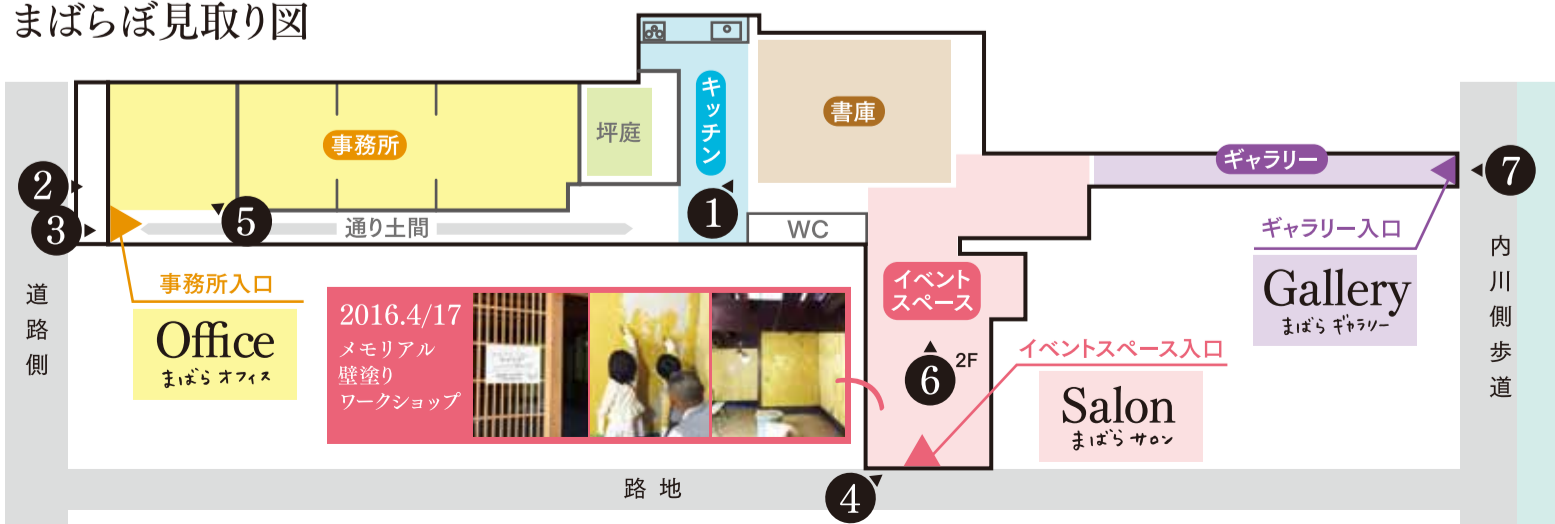 まばらぼ見取り図
キッチン
書庫
事務所
坪庭
ギャラリー
2
7
3
5
1
通り土間
WC
ギャラリー入口
イベント
スペース
事務所入口
道路側
内川側歩道
Office
まばら オフィス
2016.4/17
メモリアル
壁塗り
ワークショップ
Gallery
まばら ギャラリー
6
2F
イベントスペース入口
Salon
まばら サロン
路地
4